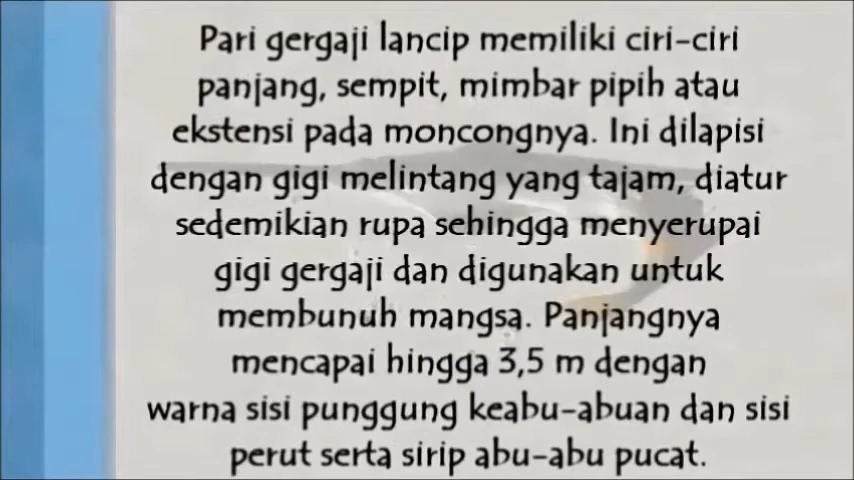 Pari gergaji lancip memiliki ciri-ciri
panjang, sempit, mimbar pipih atau
ekstensi pada moncongnya. Ini dilapisi
dengan gigi melintang yang tajam, diatur
sedemikian rupa sehingga menyerupai
gigi gergaji dan digunakan untuk
membunuh mangsa. Panjangnya
mencapai hingga 3,5 m dengan
warna sisi punggung keabu-abuan dan sisi
perut serta sirip abu-abu pucat.